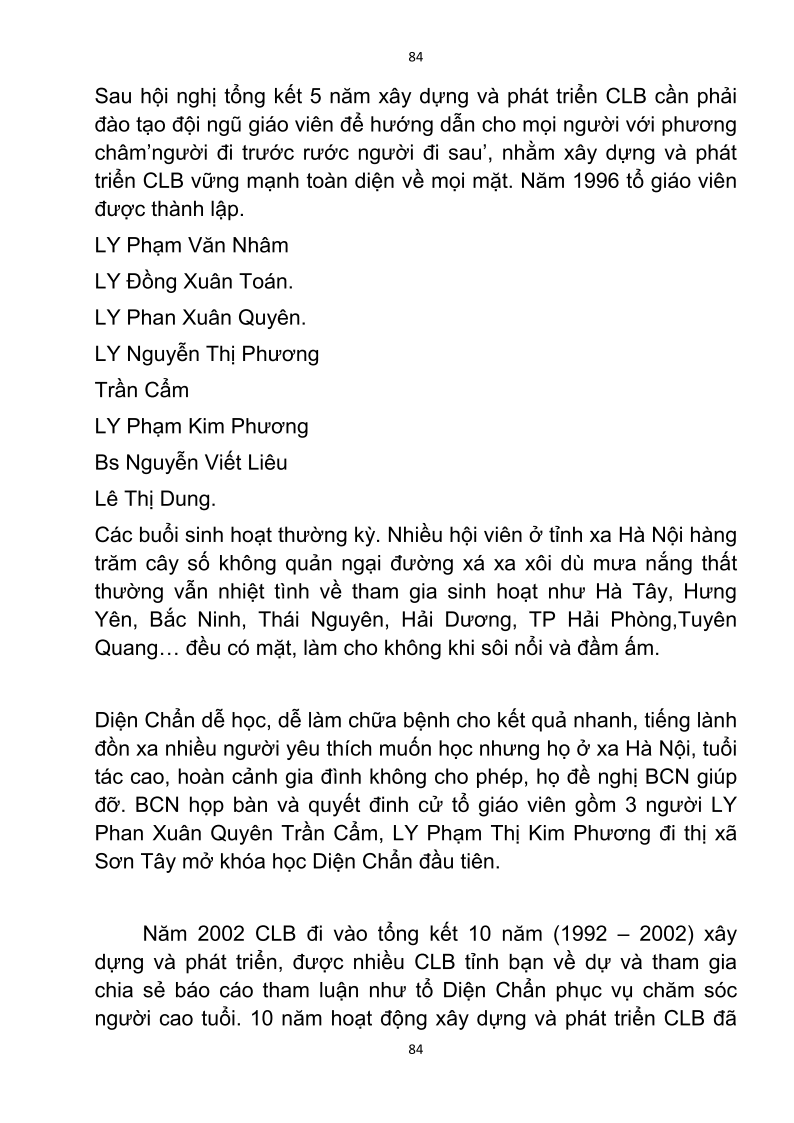 84
Sau hội nghị tổng kết 5 năm xây dựng và phát triển CLB cần phải
đào tạo đội ngũ giáo viên để hướng dẫn cho mọi người với phương
châm’người đi trước rước người đi sau’, nhằm xây dựng và phát
triển CLB vững mạnh toàn diện về mọi mặt. Năm 1996 tổ giáo viên
được thành lập.
LY Phạm Văn Nhâm
LY Đồng Xuân Toán.
LY Phan Xuân Quyên.
LY Nguyễn Thị Phương
Trần Cẩm
LY Phạm Kim Phương
Bs Nguyễn Viết Liêu
Lê Thị Dung.
Các buổi sinh hoạt thường kỳ. Nhiều hội viên ở tỉnh xa Hà Nội hàng
trăm cây số không quản ngại đường xá xa xôi dù mưa nắng thất
thường vẫn nhiệt tình về tham gia sinh hoạt như Hà Tây, Hưng
Yên, Bắc Ninh, Thái Nguyên, Hải Dương, TP Hải Phòng,Tuyên
Quang… đều có mặt, làm cho không khi sôi nổi và đầm ấm.
Diện Chẩn dễ học, dễ làm chữa bệnh cho kết quả nhanh, tiếng lành
đồn xa nhiều người yêu thích muốn học nhưng họ ở xa Hà Nội, tuổi
tác cao, hoàn cảnh gia đình không cho phép, họ đề nghị BCN giúp
đỡ. BCN họp bàn và quyết đinh cử tổ giáo viên gồm 3 người LY
Phan Xuân Quyên Trần Cẩm, LY Phạm Thị Kim Phương đi thị xã
Sơn Tây mở khóa học Diện Chẩn đầu tiên.
Năm 2002 CLB đi vào tổng kết 10 năm (1992 – 2002) xây
dựng và phát triển, được nhiều CLB tỉnh bạn về dự và tham gia
chia sẻ báo cáo tham luận như tổ Diện Chẩn phục vụ chăm sóc
người cao tuổi. 10 năm hoạt động xây dựng và phát triển CLB đã
84